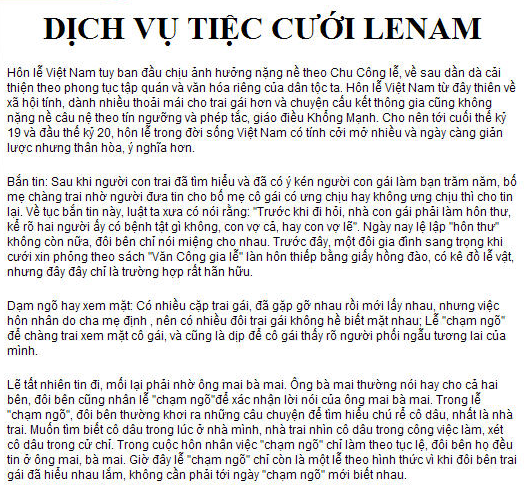 DỊCH VỤ TIỆC CƯỚI LENAM
Hôn lễ Việt Nam tuy ban đầu chịu ảnh hưởng nặng nề theo Chu Công lễ, về sau dần dà cải
thiện theo phong tục tập quán và văn hóa riêng của dân tộc ta. Hôn lễ Việt Nam từ đây thiên về
xã hội tính, dành nhiều thoải mái cho trai gái hơn và chuyện cấu kết thông gia cũng không
nặng nề câu nệ theo tín ngưỡng và phép tắc, giáo điều Khổng Mạnh. Cho nên tới cuối thế kỷ
19 và đầu thế kỷ 20, hôn lễ trong đời sống Việt Nam có tính cởi mở nhiều và ngày càng giản
lược nhưng thân hòa, ý nghĩa hơn.
Bắn tin: Sau khi người con trai đã tìm hiểu và đã có ý kén người con gái làm bạn trăm năm, bố
mẹ chàng trai nhờ người đưa tin cho bố mẹ cô gái có ưng chịu hay không ưng chịu thì cho tin
lại. Về tục bắn tin này, luật ta xưa có nói rằng: "Trước khi đi hỏi, nhà con gái phải làm hôn thư,
kể rõ hai người ấy có bệnh tật gì không, con vợ cả, hay con vợ lẽ". Ngày nay lệ lập "hôn thư"
không còn nữa, đôi bên chỉ nói miệng cho nhau. Trước đây, một đôi gia đình sang trọng khi
cưới xin phỏng theo sách "Văn Công gia lễ" làn hôn thiếp bằng giấy hồng đào, có kê đồ lễ vật,
nhưng đây đây chỉ là trường hợp rất hãn hữu.
Dạm ngõ hay xem mặt: Có nhiều cặp trai gái, đã gặp gỡ nhau rồi mới lấy nhau, nhưng việc
hôn nhân do cha mẹ định , nên có nhiều đôi trai gái không hề biết mặt nhau; Lễ "chạm ngõ"
để chàng trai xem mặt cô gái, và cũng là dịp để cô gái thấy rõ người phối ngẫu tương lai của
mình.
Lẽ tất nhiên tin đi, mối lại phải nhờ ông mai bà mai. Ông bà mai thường nói hay cho cả hai
bên, đôi bên cũng nhân lễ "chạm ngõ"để xác nhận lời nói của ông mai bà mai. Trong lễ
"chạm ngõ", đôi bên thường khơi ra những câu chuyện để tìm hiểu chú rể cô dâu, nhất là nhà
trai. Muốn tìm biết cô dâu trong lúc ở nhà mình, nhà trai nhìn cô dâu trong công việc làm, xét
cô dâu trong cử chỉ. Trong cuộc hôn nhân việc "chạm ngõ" chỉ làm theo tục lệ, đôi bên họ đều
tin ở ông mai, bà mai. Giờ đây lễ "chạm ngõ" chỉ còn là một lễ theo hình thức vì khi đôi bên trai
gái đã hiểu nhau lắm, không cần phải tới ngày "chạm ngõ" mới biết nhau.